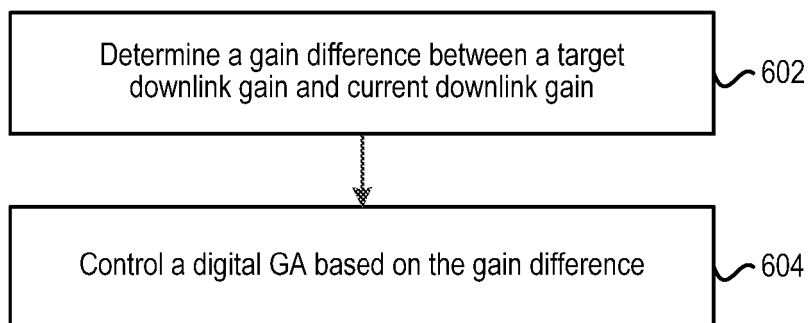 Determine a gain difference between a target
downlink gain and current downlink gain
602
Control a digital GA based on the gain difference
604